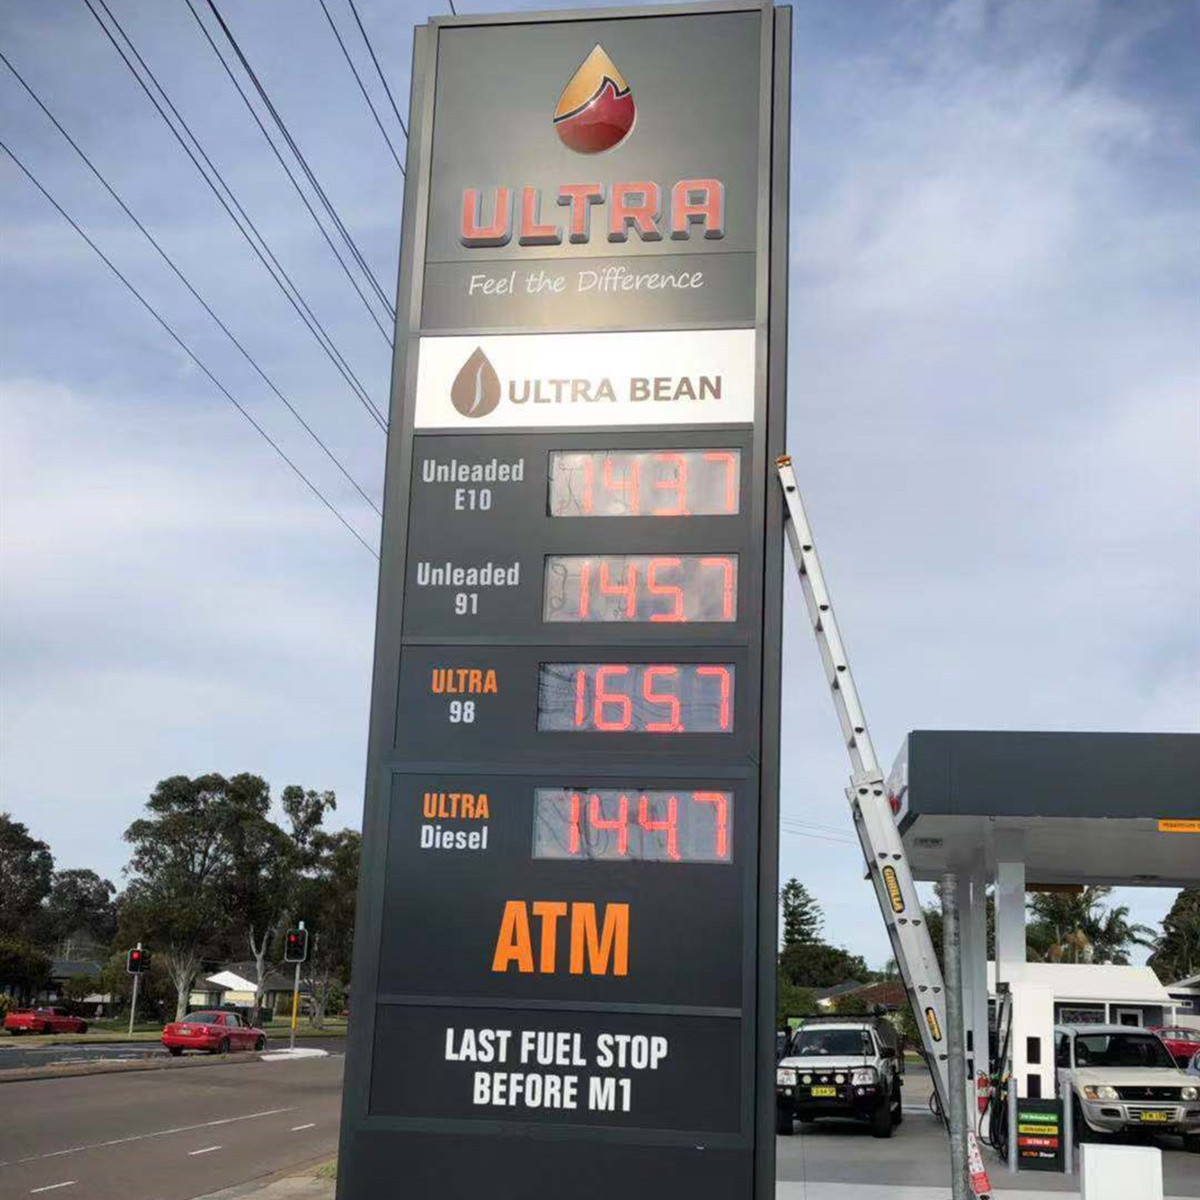 ULTRA
Feel the Difference
ULTRA BEAN
Unleaded
E10
143.7
Unleaded
91
145.7
ULTRA
98
165.7
ULTRA
Diesel
144.7
ATM
LAST FUEL STOP
BEFORE M1
GORILLA